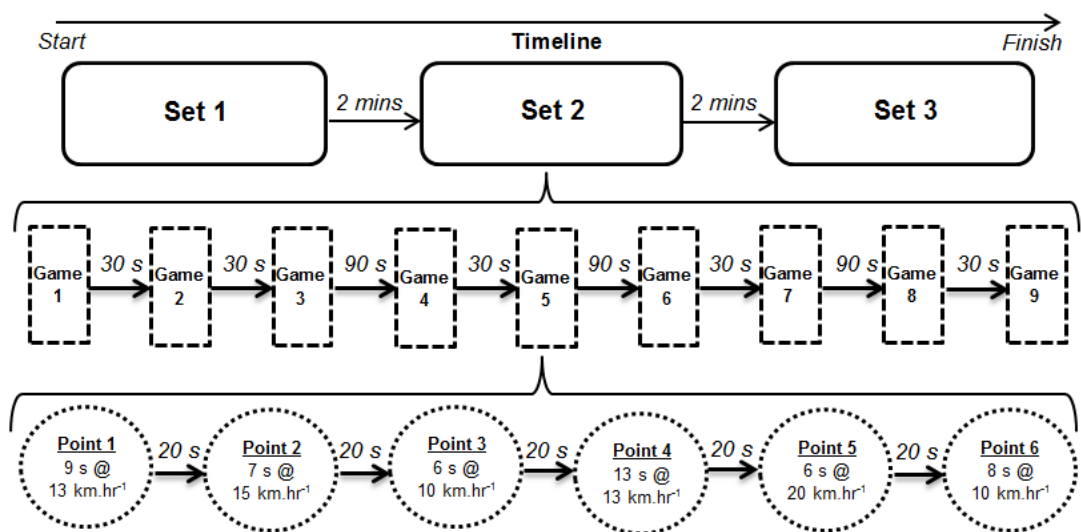 Start Timeline Finish
Set 1 2 mins Set 2 2 mins Set 3
30 s 30 s 90 s 30 s 90 s 30 s 90 s 30 s
Game Game Game Game Game Game Game Game Game
1 2 3 4 5 6 7 8 9
Point 1 20 s Point 2 20 s Point 3 20 s Point 4 20 s Point 5 20 s Point 6
9 s @ 7 s @ 6 s @ 13 s @ 6 s @ 8 s @
13 km.hr⁻¹ 15 km.hr⁻¹ 10 km.hr⁻¹ 13 km.hr⁻¹ 20 km.hr⁻¹ 10 km.hr⁻¹